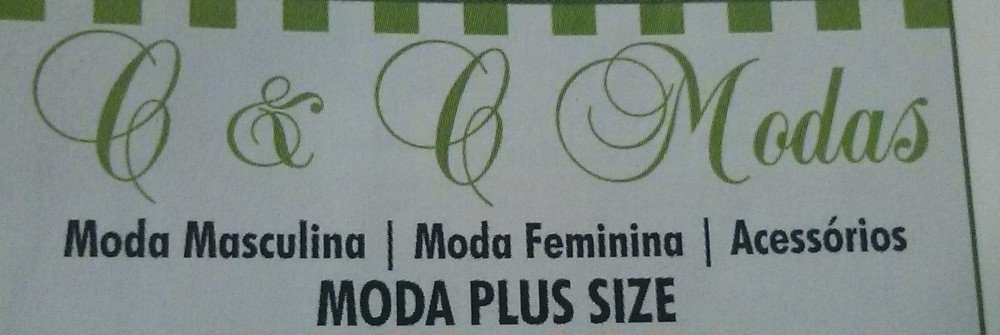 C & C Modas
Moda Masculina | Moda Feminina | Acessórios
MODA PLUS SIZE